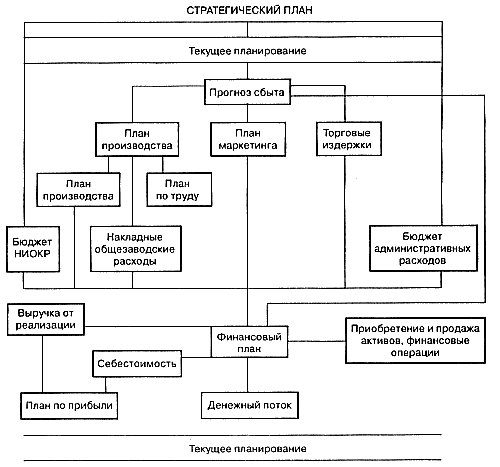 СТРАТЕГИЧЕСКИЙ ПЛАН
Текущее планирование
Прогноз сбыта
План
производства
План
маркетинга
Торговые
издержки
План
производства
План
по труду
Бюджет
НИОКР
Накладные
общезаводские
расходы
Бюджет
административных
расходов
Выручка от
реализации
Финансовый
план
Приобретение и продажа
активов, финансовые
операции
Себестоимость
План по прибыли
Денежный поток
Текущее планирование